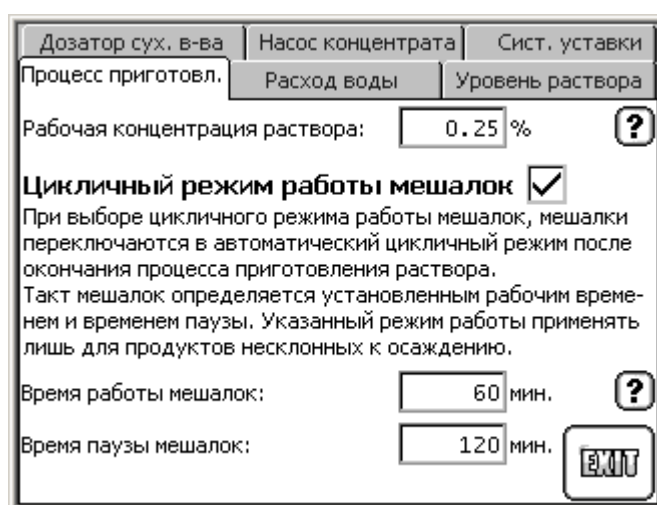 Дозатор сух. в-ва Насос концентрата Сист. уставки
Процесс приготовл. Расход воды Уровень раствора
Рабочая концентрация раствора: 0.25 % ?
Цикличный режим работы мешалок
При выборе цикличного режима работы мешалок, мешалки
переключаются в автоматический цикличный режим после
окончания процесса приготовления раствора.
Такт мешалок определяется установленным рабочим време-
нем и временем паузы. Указанный режим работы применять
лишь для продуктов несклонных к осаждению.
Время работы мешалок: 60 мин. ?
Время паузы мешалок: 120 мин.
EXIT